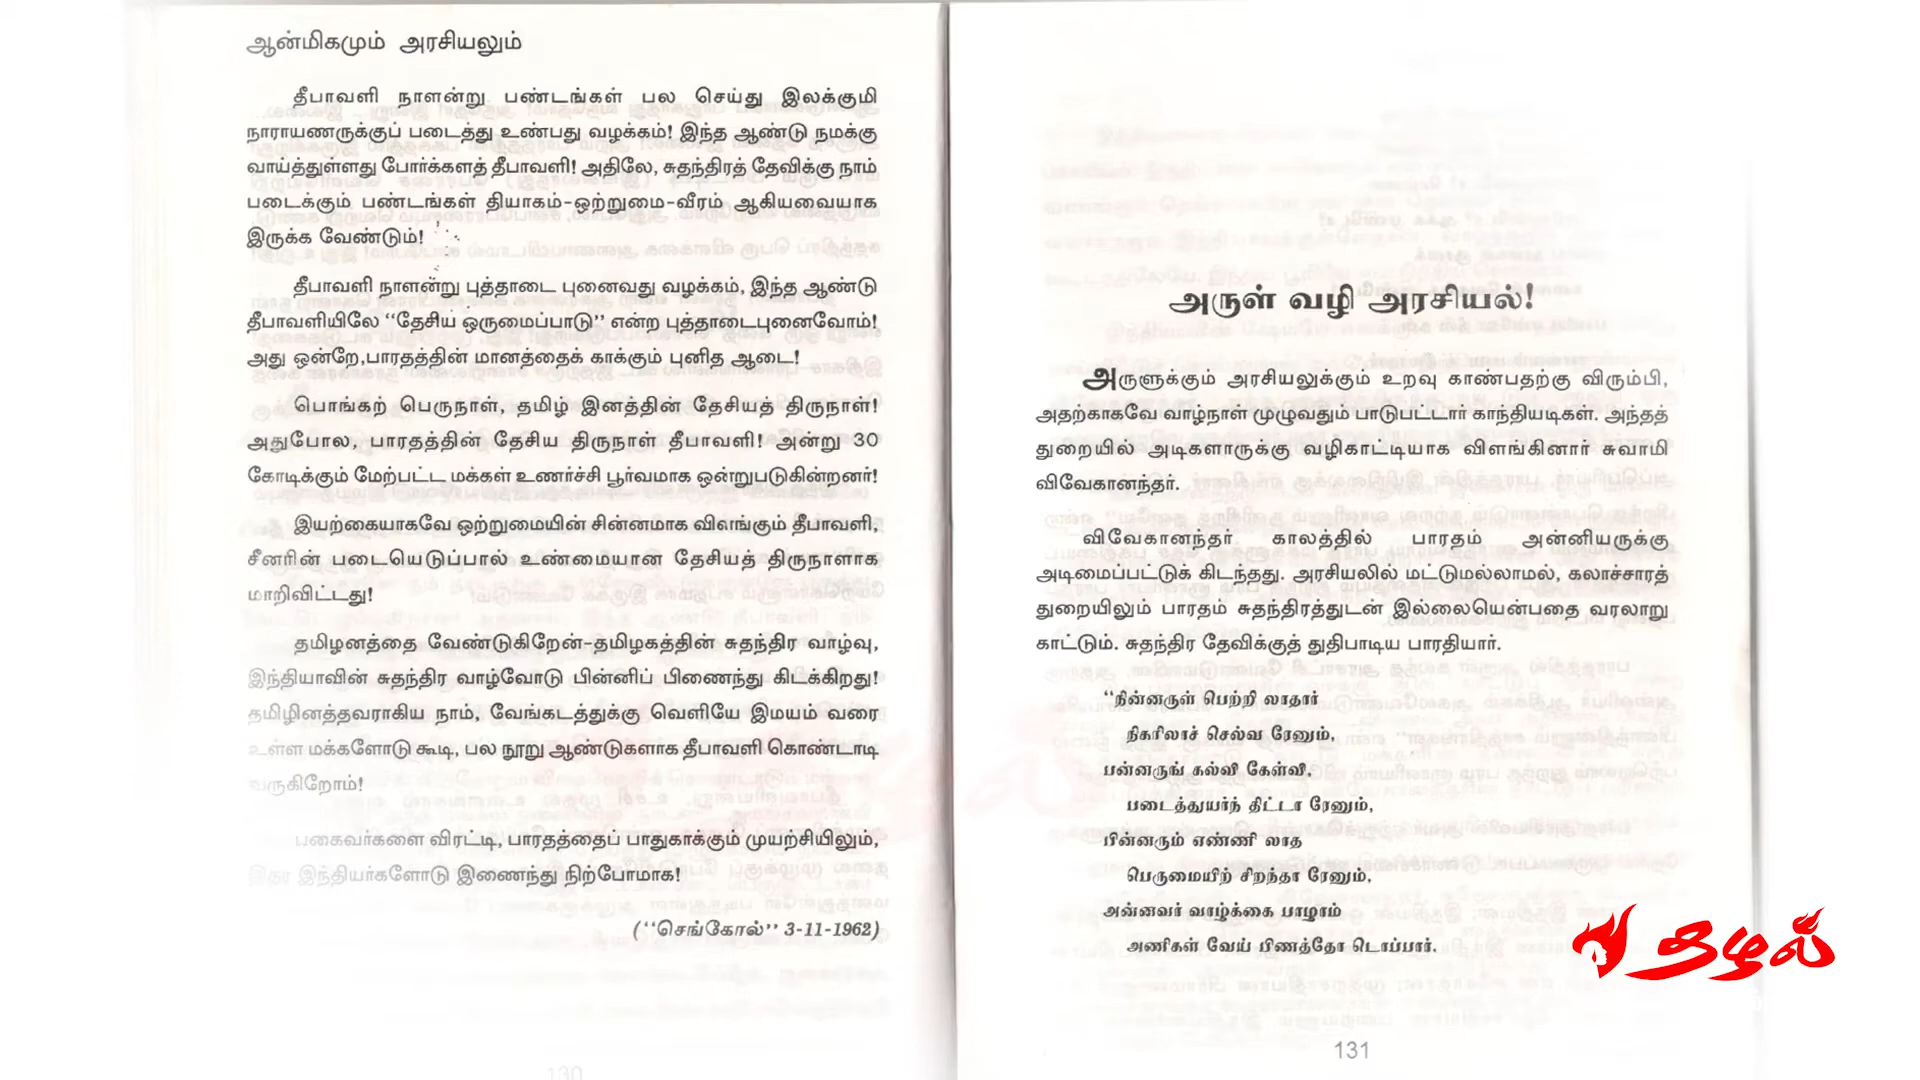 ஆன்மிகமும் அரசியலும்
தீபாவளி நாளன்று பண்டங்கள் பல செய்து இலக்குமி
நாராயணருக்குப் படைத்து உண்பது வழக்கம்! இந்த ஆண்டு நமக்கு
வாய்த்துள்ளது போர்க்களத் தீபாவளி! அதிலே, சுதந்திரத் தேவிக்கு நாம்
படைக்கும் பண்டங்கள் தியாகம்-ஒற்றுமை-வீரம் ஆகியவையாக
இருக்க வேண்டும்!
தீபாவளி நாளன்று புத்தாடை புனைவது வழக்கம், இந்த ஆண்டு
தீபாவளியிலே “தேசிய ஒருமைப்பாடு” என்ற புத்தாடைபுனைவோம்!
அது ஒன்றே,பாரதத்தின் மானத்தைக் காக்கும் புனித ஆடை!
பொங்கற் பெருநாள், தமிழ் இனத்தின் தேசியத் திருநாள்!
அதுபோல, பாரதத்தின் தேசிய திருநாள் தீபாவளி! அன்று 30
கோடிக்கும் மேற்பட்ட மக்கள் உணர்ச்சி பூர்வமாக ஒன்றுபடுகின்றனர்!
இயற்கையாகவே ஒற்றுமையின் சின்னமாக விளங்கும் தீபாவளி,
சீனரின் படையெடுப்பால் உண்மையான தேசியத் திருநாளாக
மாறிவிட்டது!
தமிழனத்தை வேண்டுகிறேன்-தமிழகத்தின் சுதந்திர வாழ்வு,
இந்தியாவின் சுதந்திர வாழ்வோடு பின்னிப் பிணைந்து கிடக்கிறது!
தமிழினத்தவராகிய நாம், வேங்கடத்துக்கு வெளியே இமயம் வரை
உள்ள மக்களோடு கூடி, பல நூறு ஆண்டுகளாக தீபாவளி கொண்டாடி
வருகிறோம்!
பகைவர்களை விரட்டி, பாரதத்தைப் பாதுகாக்கும் முயற்சியிலும்,
இதர இந்தியர்களோடு இணைந்து நிற்போமாக!
(“செங்கோல்” 3-11-1962)
130
அருள் வழி அரசியல்!
அருளுக்கும் அரசியலுக்கும் உறவு காண்பதற்கு விரும்பி,
அதற்காகவே வாழ்நாள் முழுவதும் பாடுபட்டார் காந்தியடிகள். அந்தத்
துறையில் அடிகளாருக்கு வழிகாட்டியாக விளங்கினார் சுவாமி
விவேகானந்தர்.
விவேகானந்தர் காலத்தில் பாரதம் அன்னியருக்கு
அடிமைப்பட்டுக் கிடந்தது. அரசியலில் மட்டுமல்லாமல், கலாச்சாரத்
துறையிலும் பாரதம் சுதந்திரத்துடன் இல்லையென்பதை வரலாறு
காட்டும். சுதந்திர தேவிக்குத் துதிபாடிய பாரதியார்.
“நின்னருள் பெற்றி லாதார்
நிகரிலாச் செல்வ ரேனும்,
பன்னருங் கல்வி கேள்வி,
படைத்துயர்ந் திட்டா ரேனும்,
பின்னரும் எண்ணி லாத
பெருமையிற் சிறந்தா ரேனும்,
அன்னவர் வாழ்க்கை பாழாம்
அணிகள் வேய் பிணத்தோ டொப்பார்.
131
தழல்